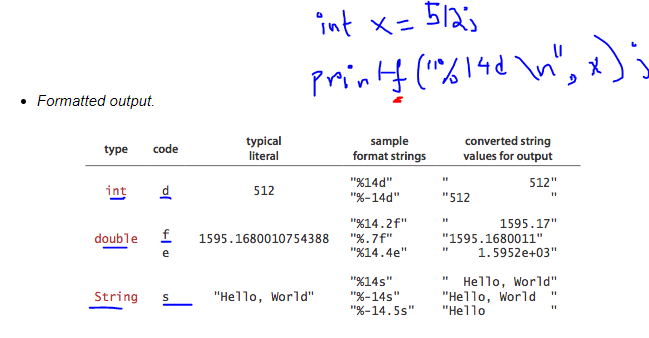 int x = 512;
printf("%14d \n", x);
• Formatted output.
type code typical literal sample format strings converted string values for output
int d 512 "%14d" "           512"
"%-14d" "512           "
double f 1595.1680010754388 "%14.2f" "       1595.17"
"%.7f" "1595.1680011"
e "%14.4e" "    1.5952e+03"
String s "Hello, World" "%14s" "  Hello, World"
"%-14s" "Hello, World  "
"%-14.5s" "Hello         "